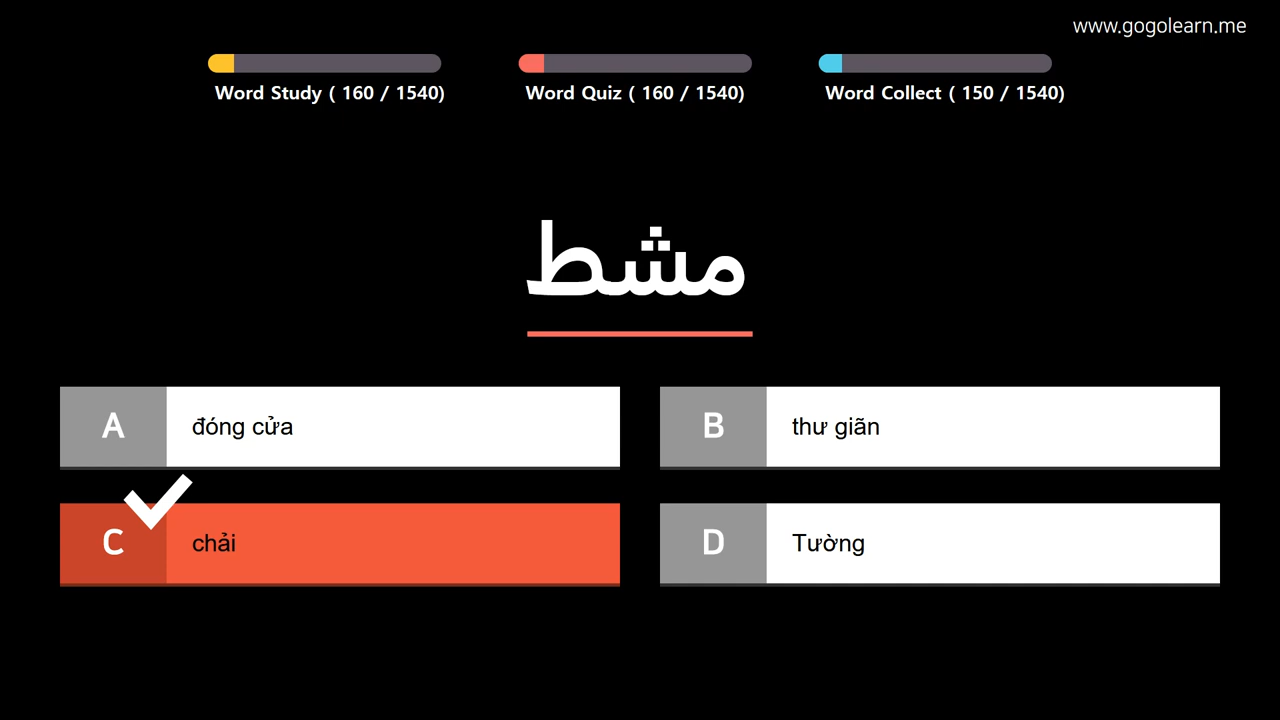 www.gogolearn.me
Word Study ( 160 / 1540)
Word Quiz ( 160 / 1540)
Word Collect ( 150 / 1540)
مشط
A đóng cửa
B thư giãn
C chải
D Tường